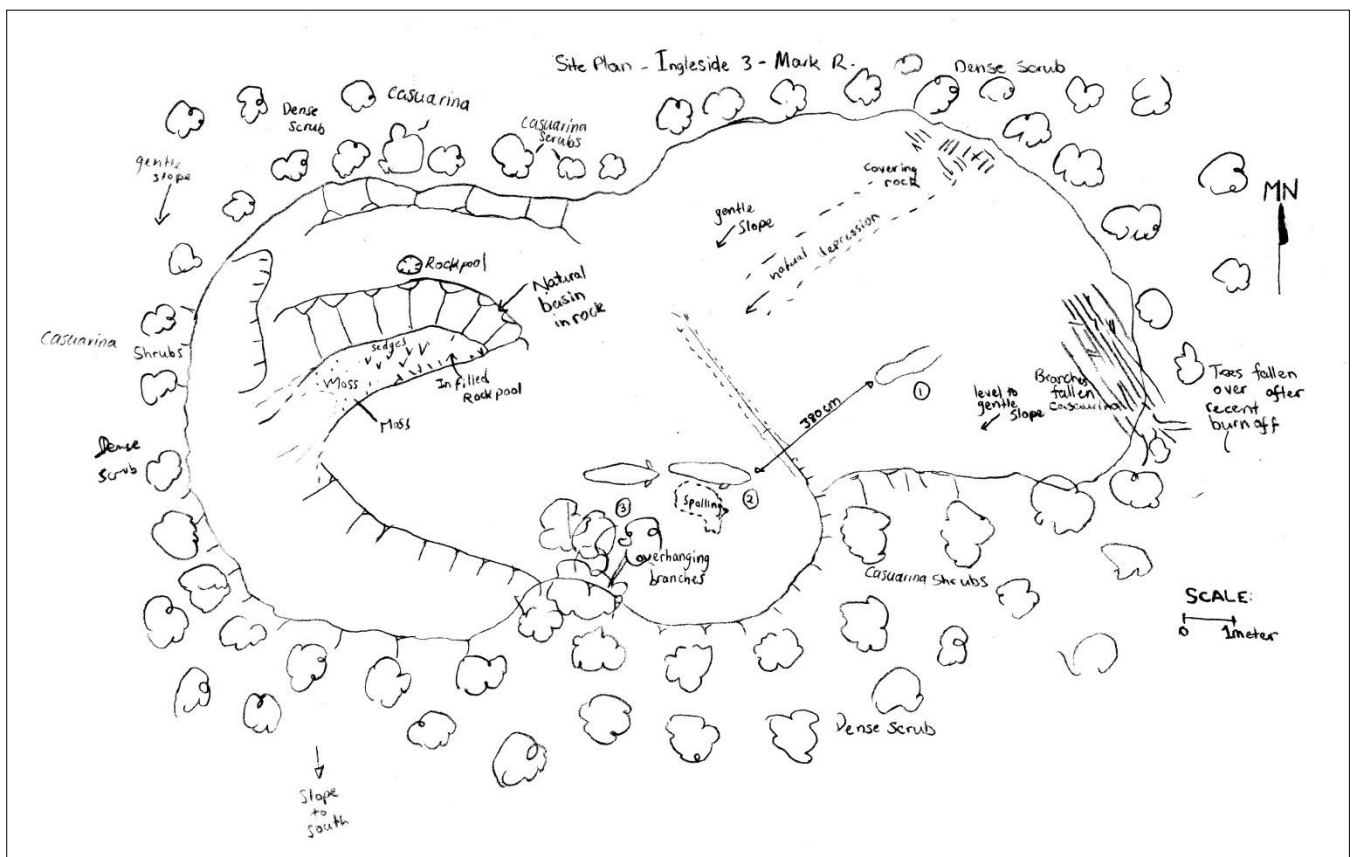 Site Plan - Ingleside 3 - Mark R.
Dense Scrub
Casuarina
Dense
Scrub
Casuarina
Scrubs
gentle
slope
covering
rock
MN
gentle
slope
natural depression
Rockpool
Natural
basin
in rock
Casuarina
Shrubs
sedges
Moss
Infilled
Rockpool
Moss
380cm
1
level to
gentle
slope
Branches
fallen
Trees fallen
over after
recent
burn off
Dense
scrub
Spalling
2
3
overhanging
branches
Casuarina Shrubs
SCALE:
0 1meter
Dense Scrub
Slope
to
South